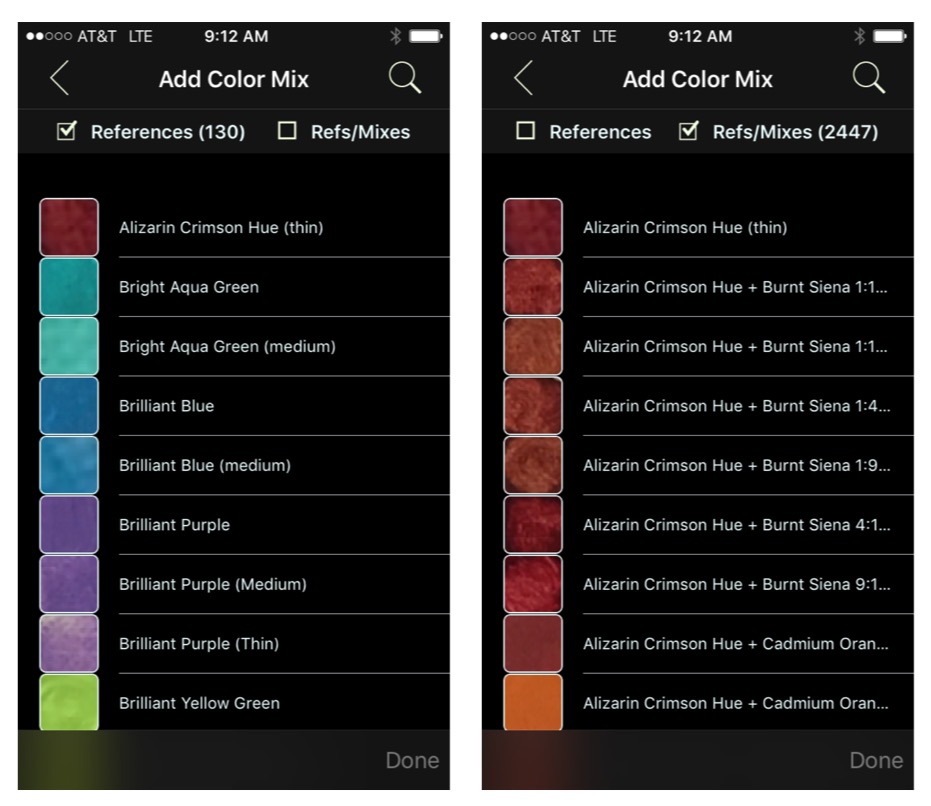 AT&T LTE 9:12 AM
Add Color Mix
References (130) Refs/Mixes
Alizarin Crimson Hue (thin)
Bright Aqua Green
Bright Aqua Green (medium)
Brilliant Blue
Brilliant Blue (medium)
Brilliant Purple
Brilliant Purple (Medium)
Brilliant Purple (Thin)
Brilliant Yellow Green
Done
AT&T LTE 9:12 AM
Add Color Mix
References Refs/Mixes (2447)
Alizarin Crimson Hue (thin)
Alizarin Crimson Hue + Burnt Siena 1:1...
Alizarin Crimson Hue + Burnt Siena 1:1...
Alizarin Crimson Hue + Burnt Siena 1:4...
Alizarin Crimson Hue + Burnt Siena 1:9...
Alizarin Crimson Hue + Burnt Siena 4:1...
Alizarin Crimson Hue + Burnt Siena 9:1...
Alizarin Crimson Hue + Cadmium Oran...
Alizarin Crimson Hue + Cadmium Oran...
Done